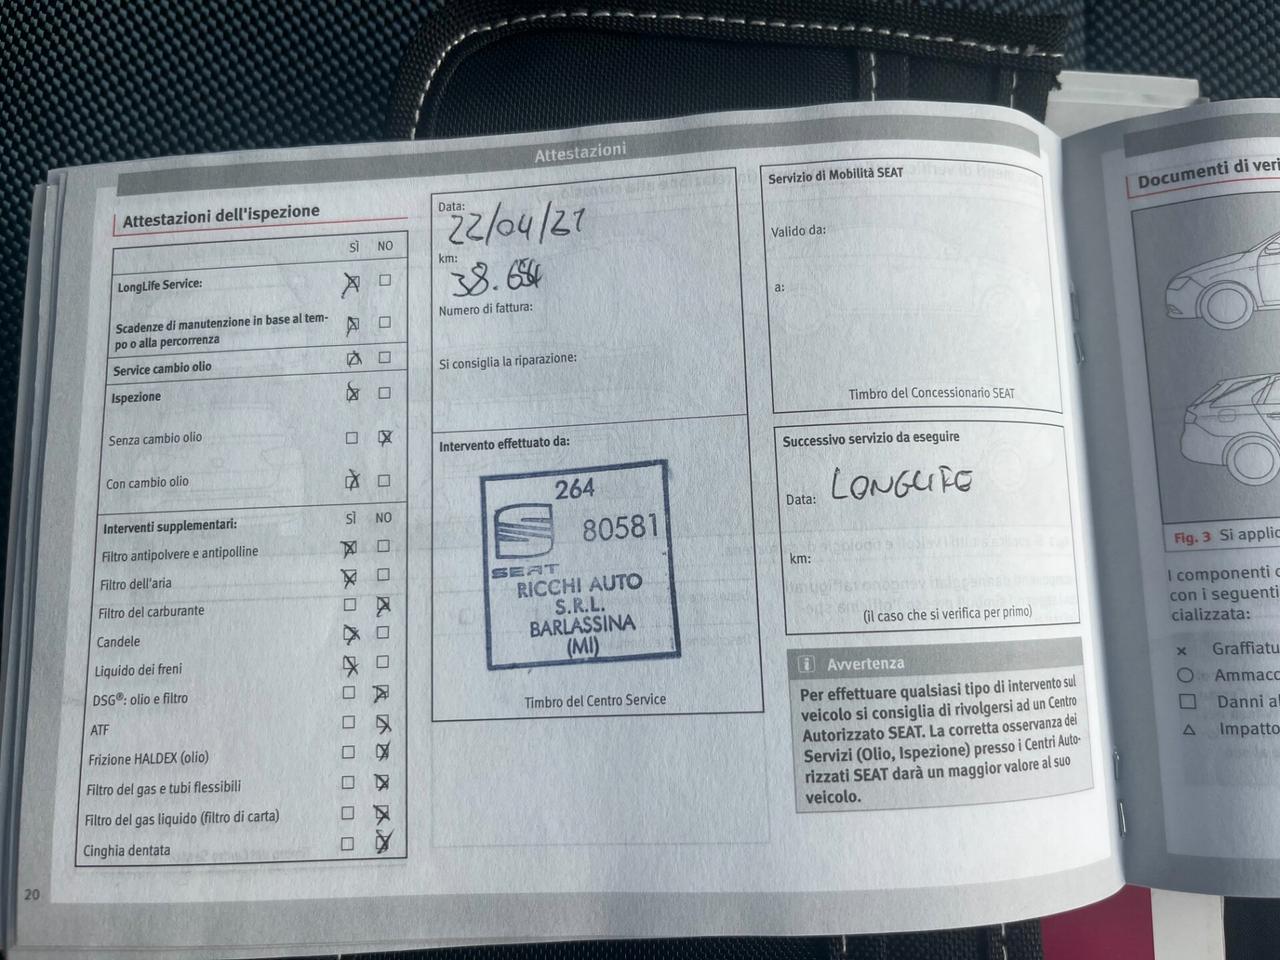 Attestazioni
Attestazioni dell'ispezione
SÌ NO
LongLife Service:
Scadenze di manutenzione in base al tem-
po o alla percorrenza
Service cambio olio
Ispezione
Senza cambio olio
Con cambio olio
Interventi supplementari: SÌ NO
Filtro antipolvere e antipolline
Filtro dell'aria
Filtro del carburante
Candele
Liquido dei freni
DSG®: olio e filtro
ATF
Frizione HALDEX (olio)
Filtro del gas e tubi flessibili
Filtro del gas liquido (filtro di carta)
Cinghia dentata
20
Data:
22/04/21
km:
Numero di fattura:
Si consiglia la riparazione:
Intervento effettuato da:
264
80581
SEAT
RICCHI AUTO
S.R.L.
BARLASSINA
(MI)
Timbro del Centro Service
Servizio di Mobilità SEAT
Valido da:
a:
Timbro del Concessionario SEAT
Successivo servizio da eseguire
Data: LONGLIFE
km:
(il caso che si verifica per primo)
i Avvertenza
Per effettuare qualsiasi tipo di intervento sul
veicolo si consiglia di rivolgersi ad un Centro
Autorizzato SEAT. La corretta osservanza dei
Servizi (Olio, Ispezione) presso i Centri Auto-
rizzati SEAT darà un maggior valore al suo
veicolo.
Documenti di veri
Fig. 3 Si applic
I componenti
con i seguenti
cializzata:
Graffiatu
Ammacc
Danni al
Impatto